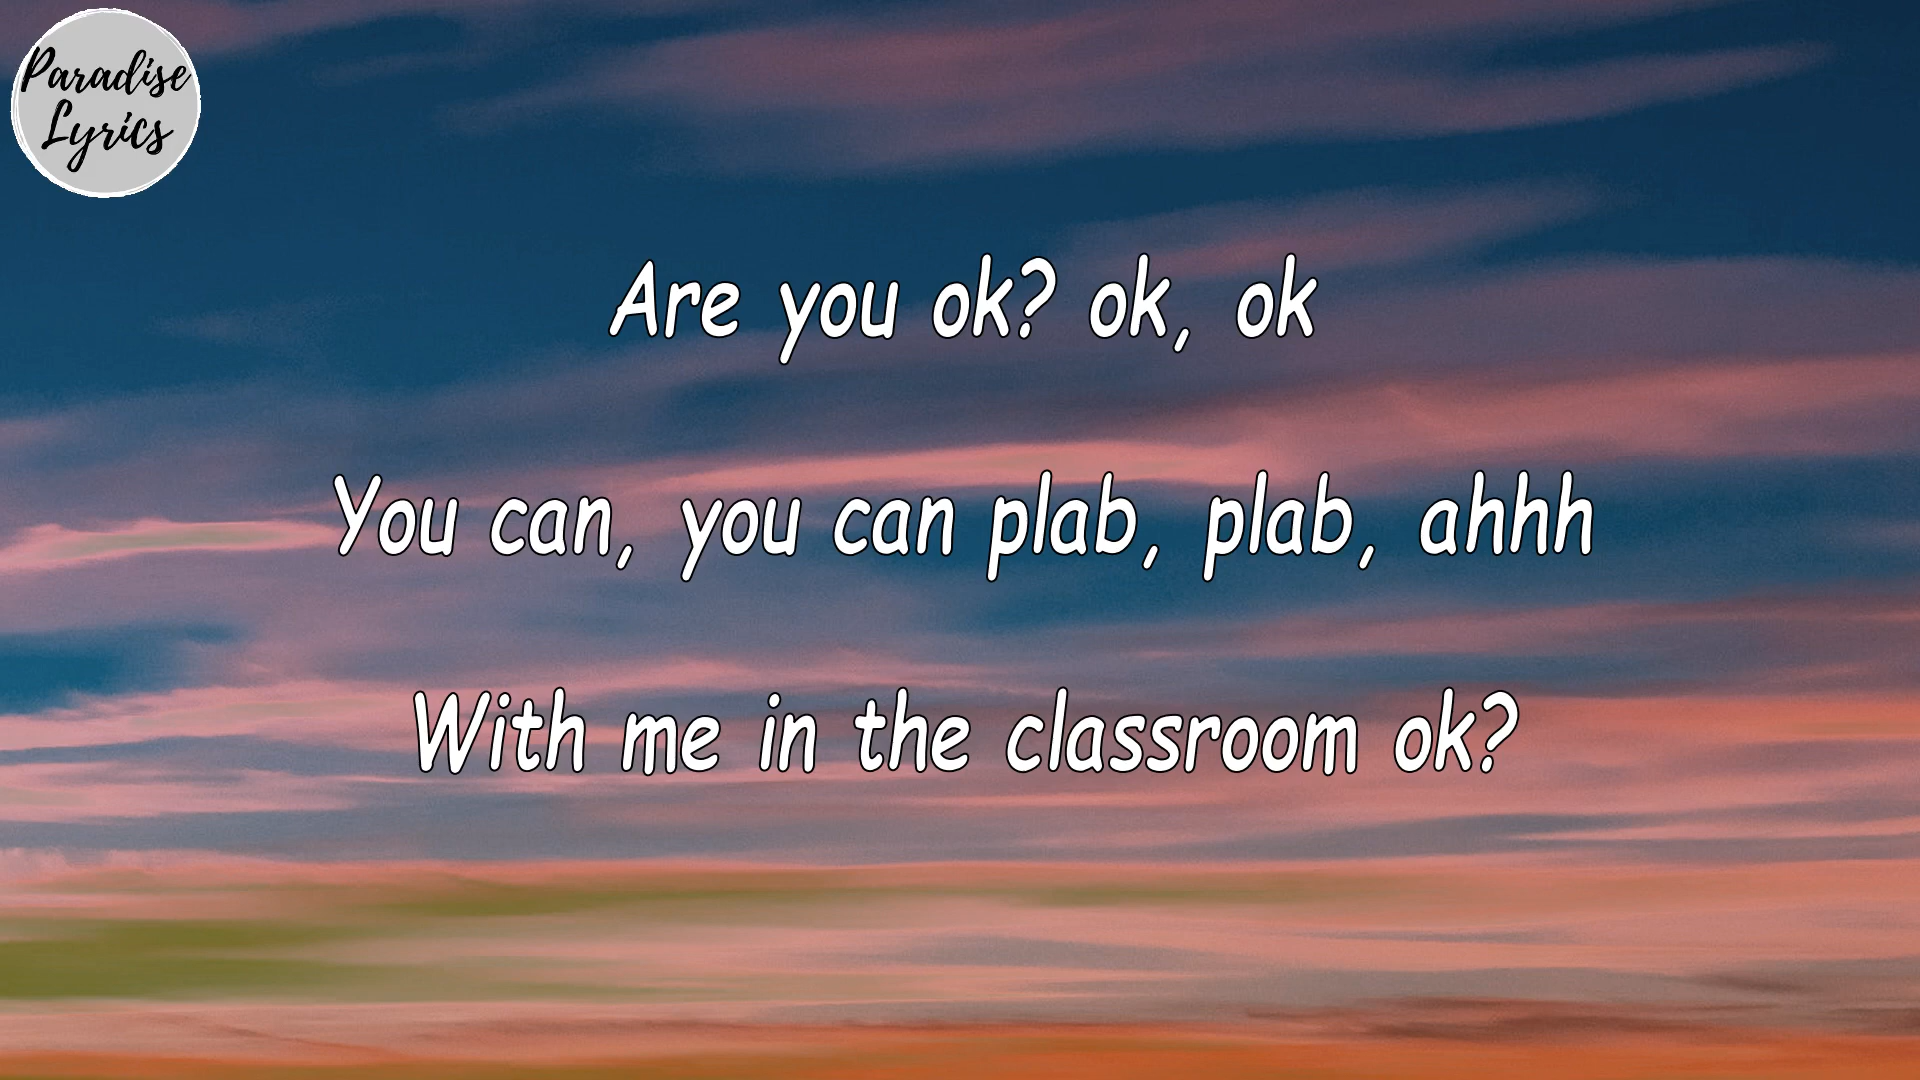 Paradise
Lyrics
Are you ok? ok, ok
You can, you can plab, plab, ahhh
With me in the classroom ok?